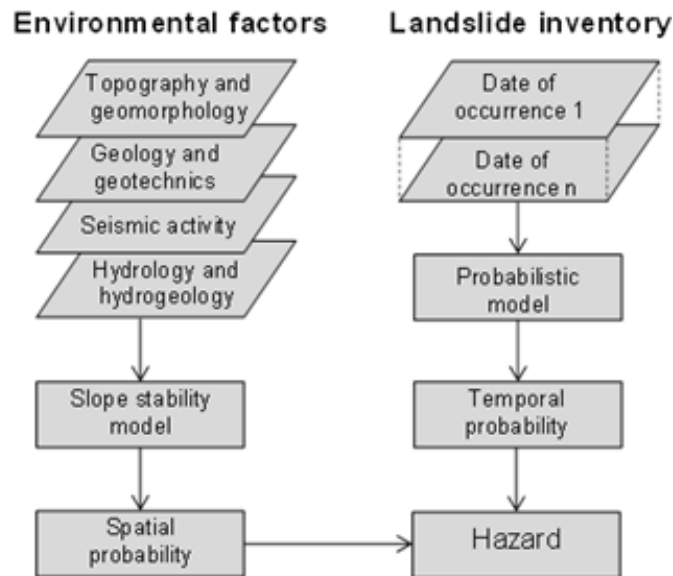 Environmental factors
Topography and
geomorphology
Geology and
geotechnics
Seismic activity
Hydrology and
hydrogeology
Slope stability
model
Spatial
probability
Landslide inventory
Date of
occurrence 1
Date of
occurrence n
Probabilistic
model
Temporal
probability
Hazard